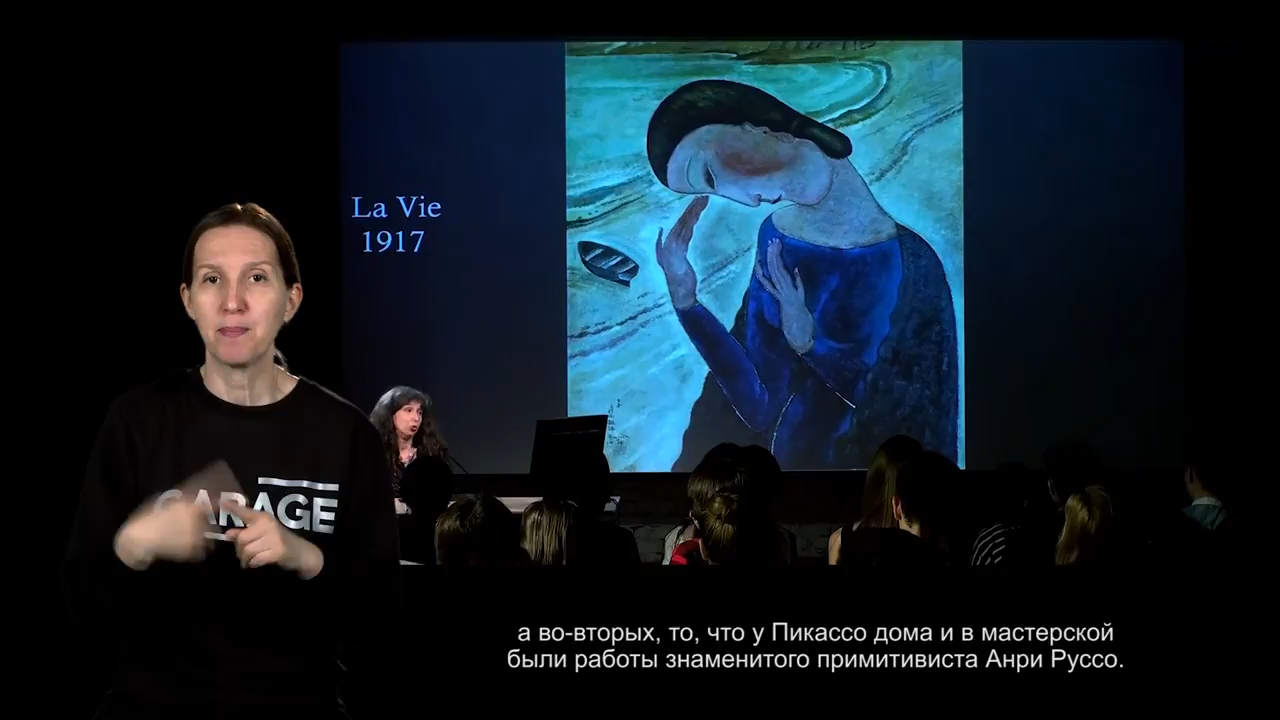 La Vie
1917
GARAGE
а во-вторых, то, что у Пикассо дома и в мастерской
были работы знаменитого примитивиста Анри Руссо.